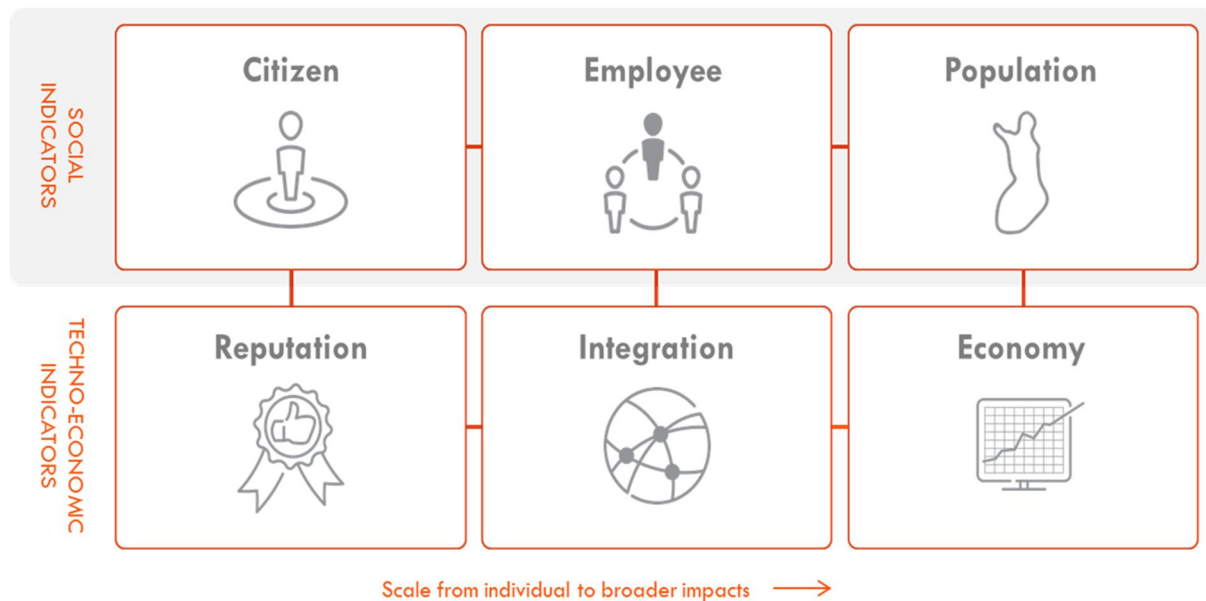 SOCIAL
INDICATORS
Citizen
Employee
Population
TECHNO-ECONOMIC
INDICATORS
Reputation
Integration
Economy
Scale from individual to broader impacts